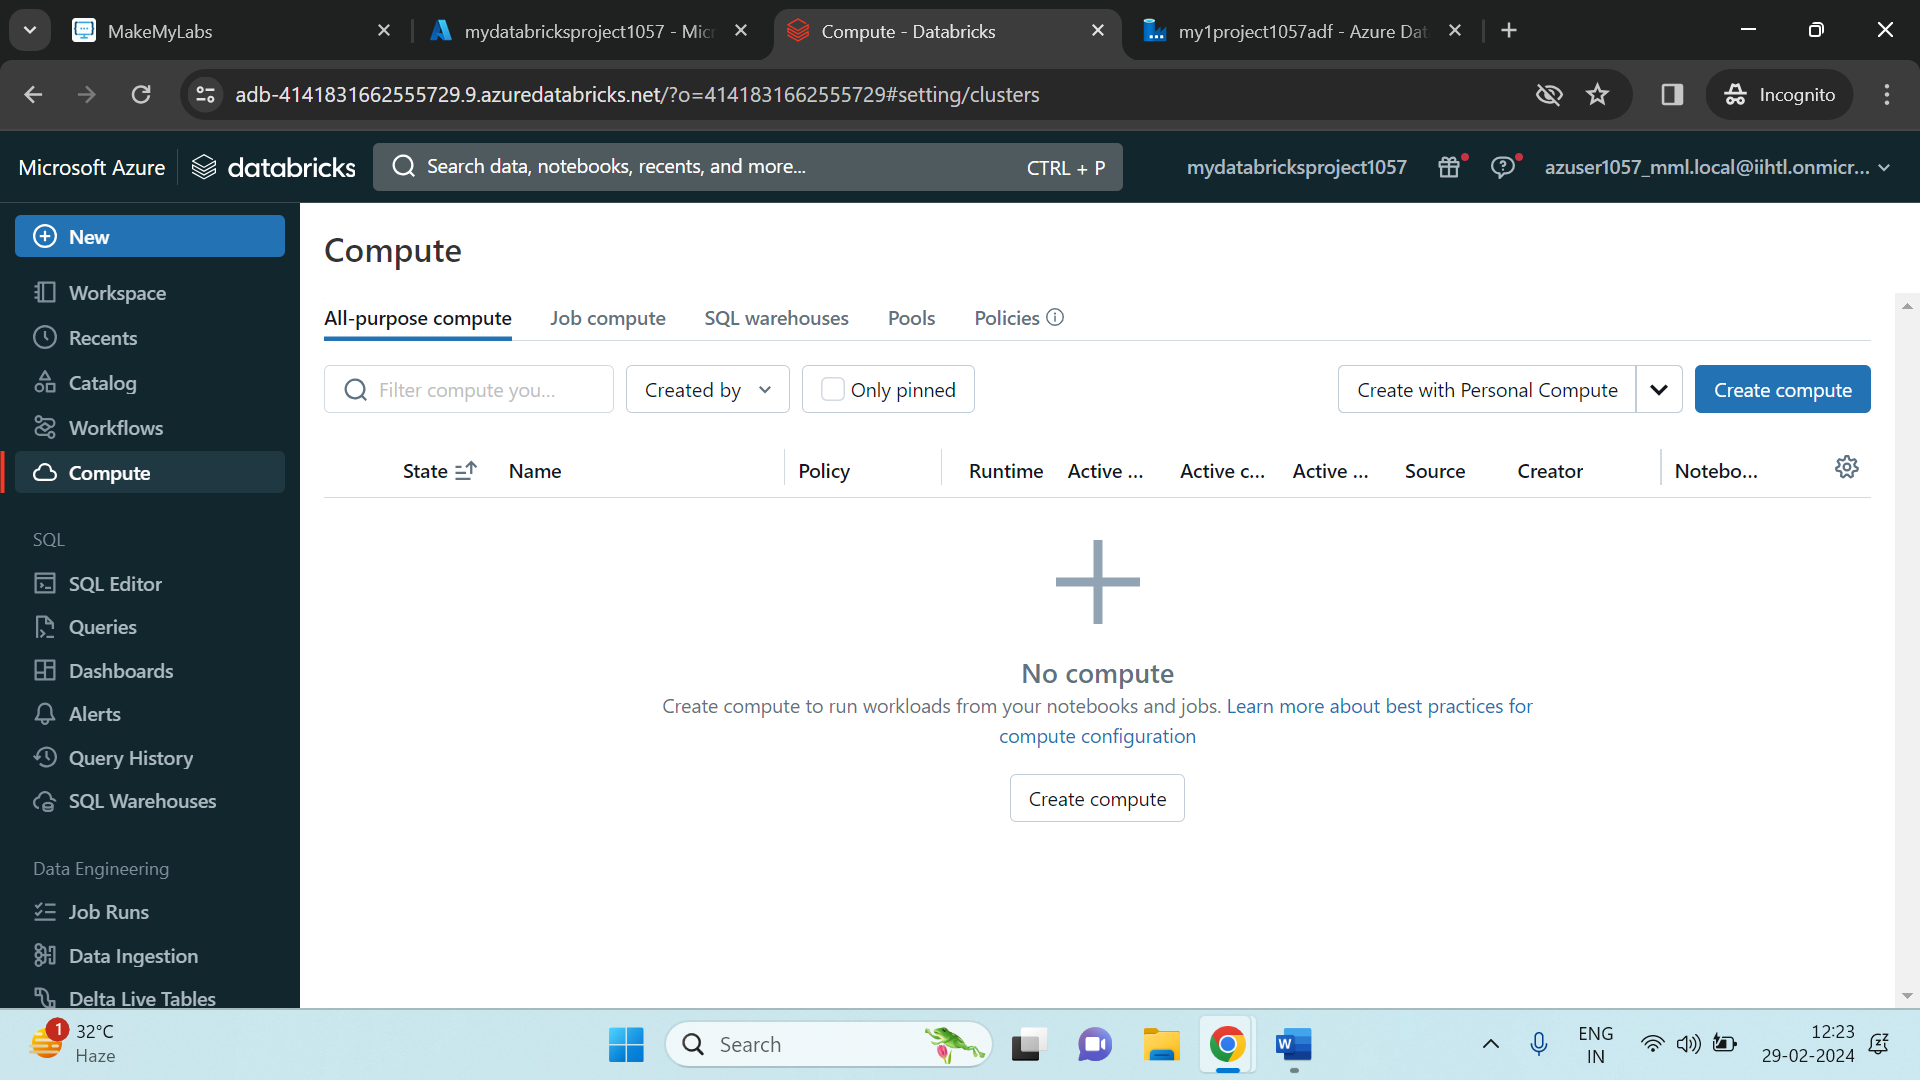 MakeMyLabs
mydatabricksproject1057 - Mic
Compute - Databricks
my1project1057adf - Azure Dat
adb-4141831662555729.9.azuredatabricks.net/?o=4141831662555729#setting/clusters
Incognito
Microsoft Azure
databricks
Search data, notebooks, recents, and more...
CTRL + P
mydatabricksproject1057
azuser1057_mml.local@iihtl.onmicr...
New
Workspace
Recents
Catalog
Workflows
Compute
SQL
SQL Editor
Queries
Dashboards
Alerts
Query History
SQL Warehouses
Data Engineering
Job Runs
Data Ingestion
Delta Live Tables
Compute
All-purpose compute
Job compute
SQL warehouses
Pools
Policies
Filter compute you...
Created by
Only pinned
Create with Personal Compute
Create compute
State
Name
Policy
Runtime
Active ...
Active c...
Active ...
Source
Creator
Notebo...
No compute
Create compute to run workloads from your notebooks and jobs. Learn more about best practices for
compute configuration
Create compute
1
32°C
Haze
Search
W
ENG
IN
12:23
29-02-2024